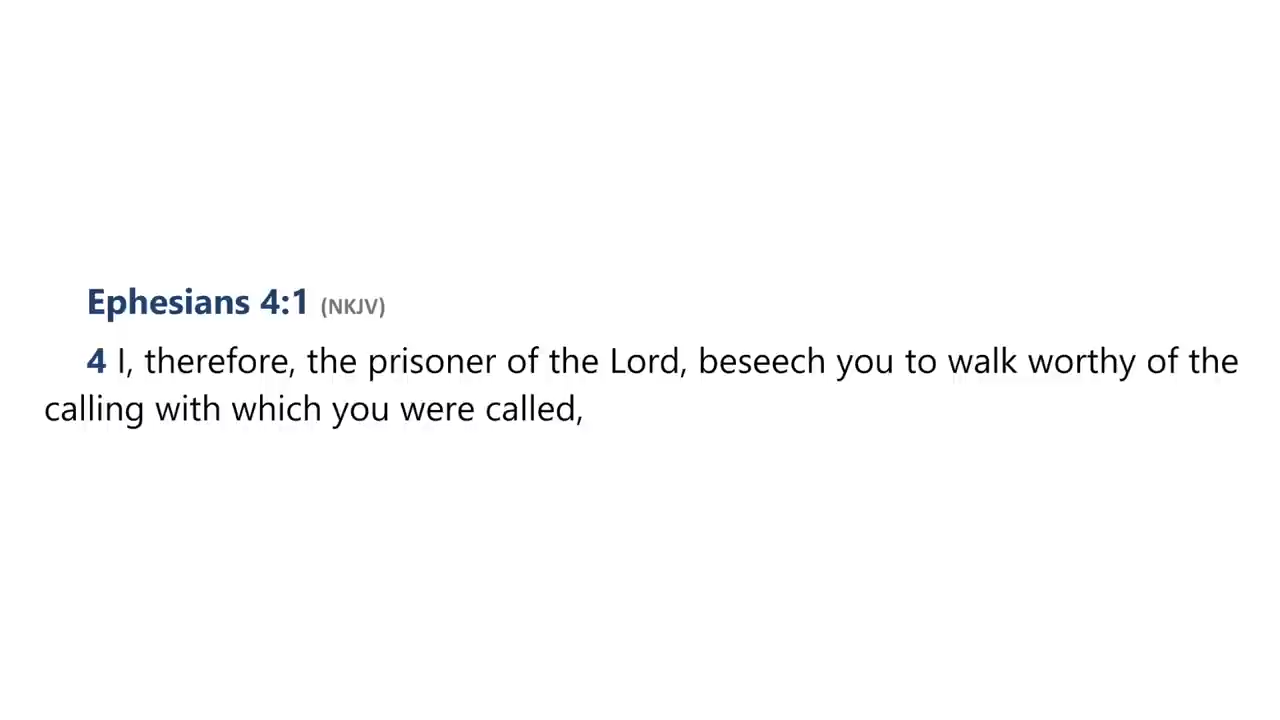 Ephesians 4:1 (NKJV)
4 I, therefore, the prisoner of the Lord, beseech you to walk worthy of the
calling with which you were called,